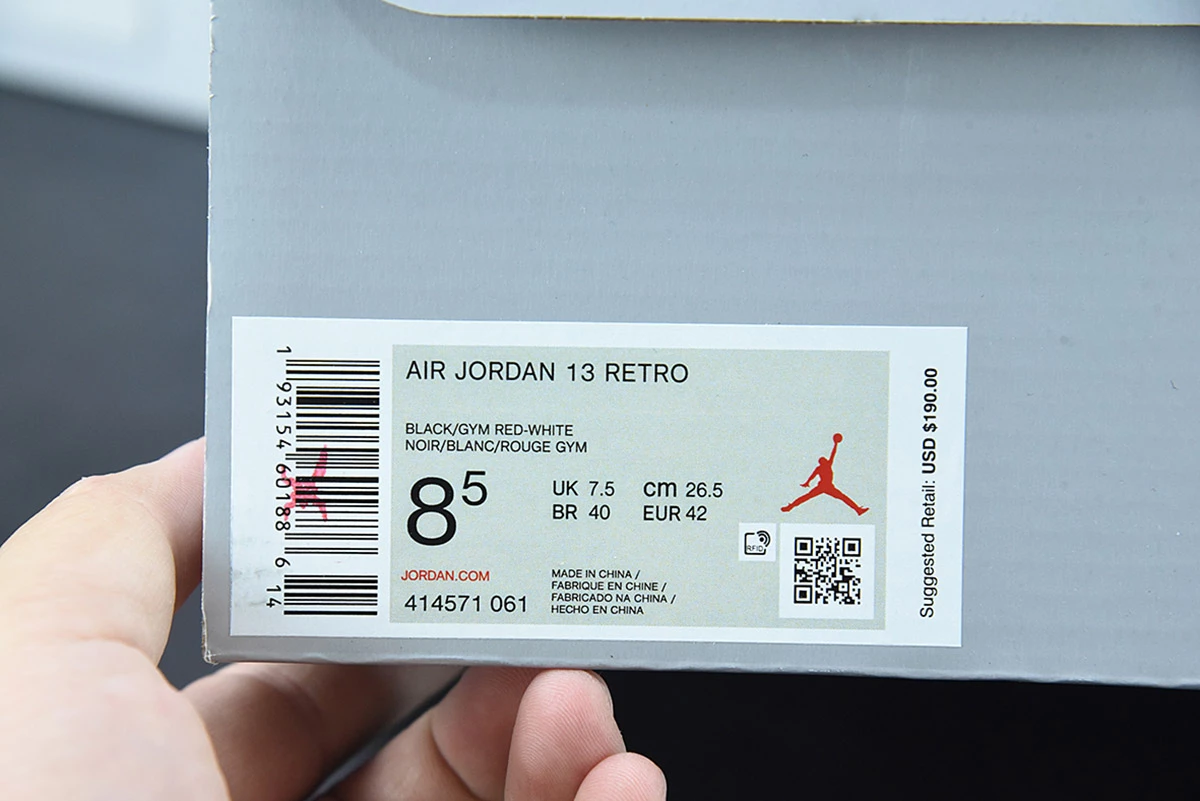 1 93154 60188 6 14
AIR JORDAN 13 RETRO
BLACK/GYM RED-WHITE
NOIR/BLANC/ROUGE GYM
8⁵
UK 7.5 cm 26.5
BR 40 EUR 42
RFID
JORDAN.COM
414571 061
MADE IN CHINA /
FABRIQUE EN CHINE /
FABRICADO NA CHINA /
HECHO EN CHINA
Suggested Retail: USD $190.00